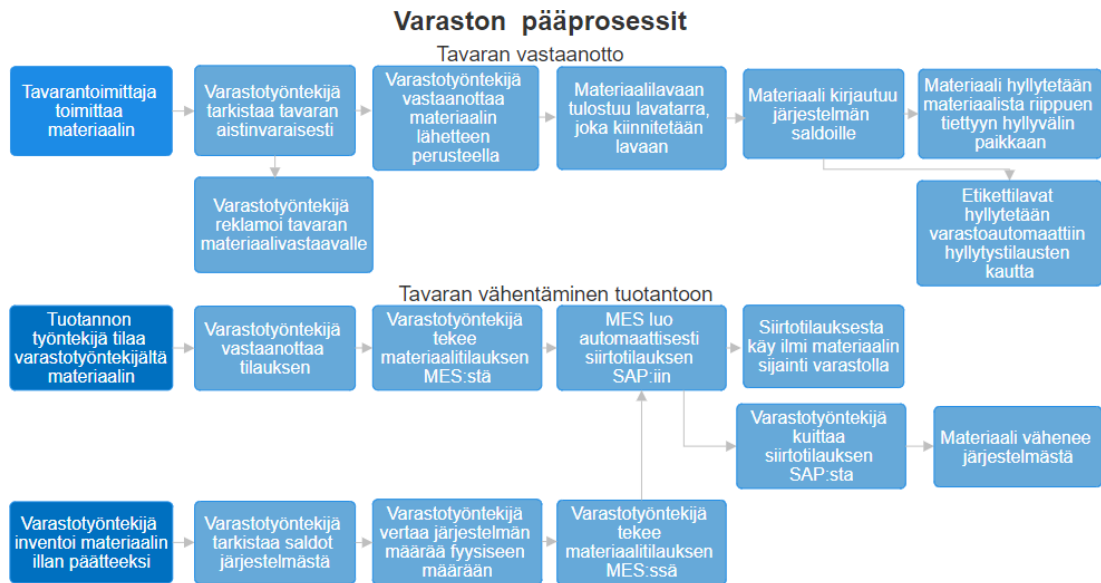 Varaston pääprosessit
Tavaran vastaanotto
Tavarantoimittaja
toimittaa
materiaalin
Varastotyöntekijä
tarkistaa tavaran
aistinvaraisesti
Varastotyöntekijä
vastaanottaa
materiaalin
lähetteen
perusteella
Materiaalilavaan
tulostuu lavatarra,
joka kiinnitetään
lavaan
Materiaali kirjautuu
järjestelmän
saldoille
Materiaali hyllytetään
materiaalista riippuen
tiettyyn hyllyvälin
paikkaan
Varastotyöntekijä
reklamoi tavaran
materiaalivastaavalle
Etikettilavat
hyllytetään
varastoautomaattiin
hyllytystilausten
kautta
Tavaran vähentäminen tuotantoon
Tuotannon
työntekijä tilaa
varastotyöntekijältä
materiaalin
Varastotyöntekijä
vastaanottaa
tilauksen
Varastotyöntekijä
tekee
materiaalitilauksen
MES:stä
MES luo
automaattisesti
siirtotilauksen
SAP:iin
Siirtotilauksesta
käy ilmi materiaalin
sijainti varastolla
Varastotyöntekijä
kuittaa
siirtotilauksen
SAP:sta
Materiaali vähenee
järjestelmästä
Varastotyöntekijä
inventoi materiaalin
illan päätteeksi
Varastotyöntekijä
tarkistaa saldot
järjestelmästä
Varastotyöntekijä
vertaa järjestelmän
määrää fyysiseen
määrään
Varastotyöntekijä
tekee
materiaalitilauksen
MES:ssä